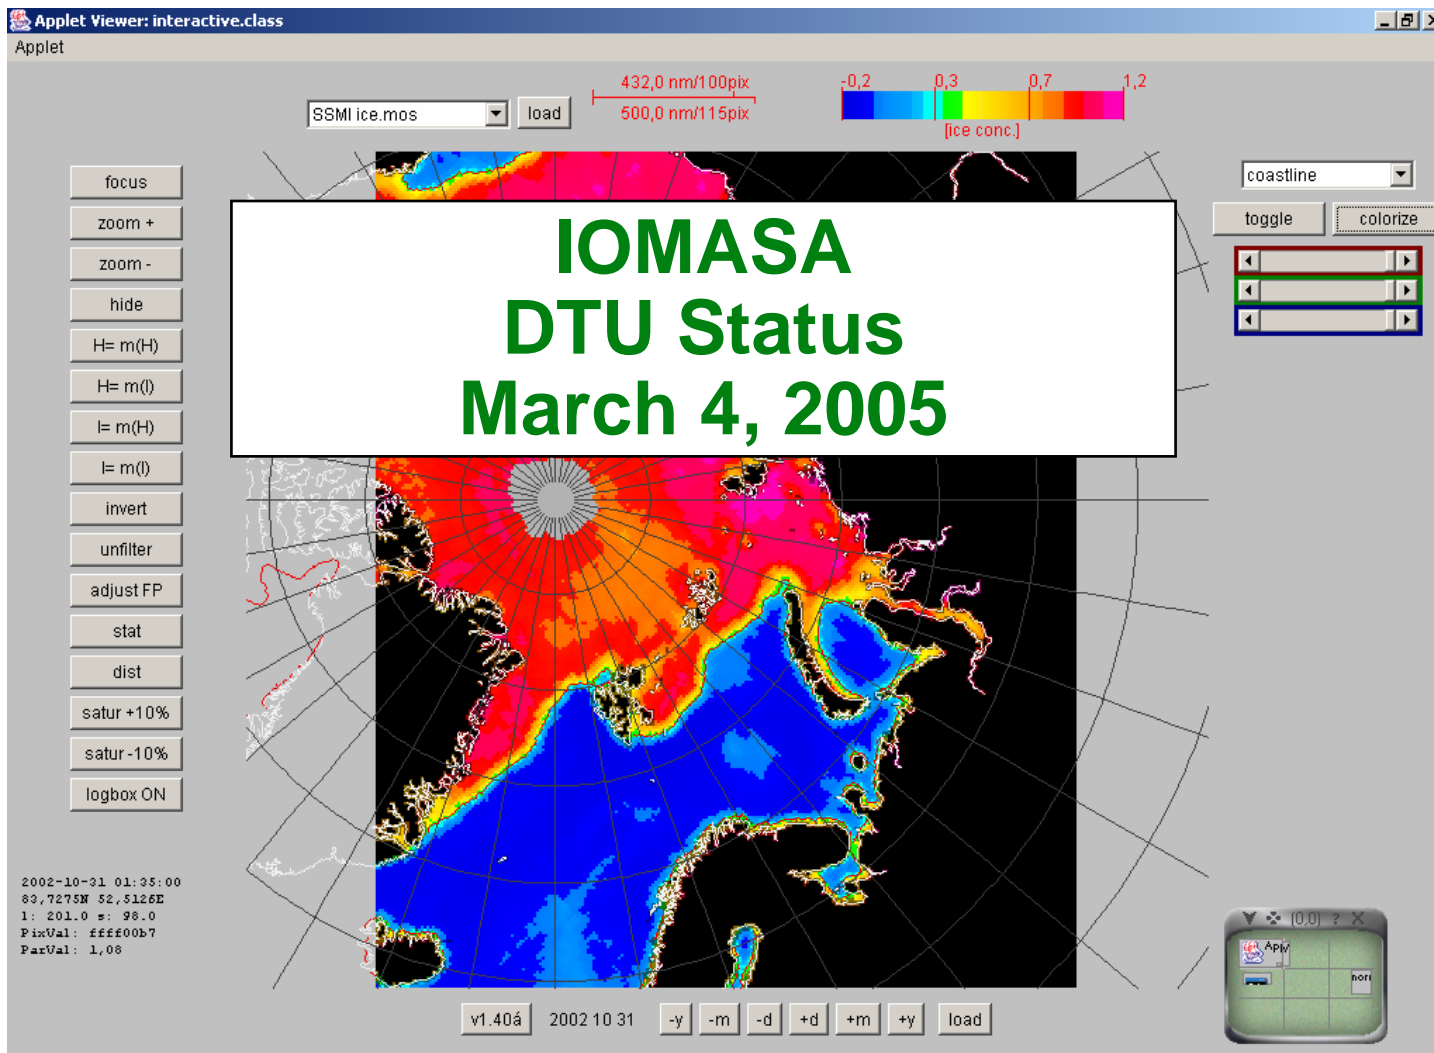 Applet Viewer: interactive.class
Applet
SSMI ice.mos
load
432,0 nm/100pix
500,0 nm/115pix
-0,2 0,3 0,7 1,2
[ice conc.]
focus
zoom +
zoom -
hide
H= m(H)
H= m(I)
I= m(H)
I= m(I)
invert
unfilter
adjust FP
stat
dist
satur +10%
satur -10%
logbox ON
IOMASA
DTU Status
March 4, 2005
coastline
toggle
colorize
2002-10-31 01:35:00
83,7275N 52,5126E
l: 201.0 s: 98.0
PixVal: ffff00b7
ParVal: 1,08
(0,0) ?
v1.40á 2002 10 31 -y -m -d +d +m +y load